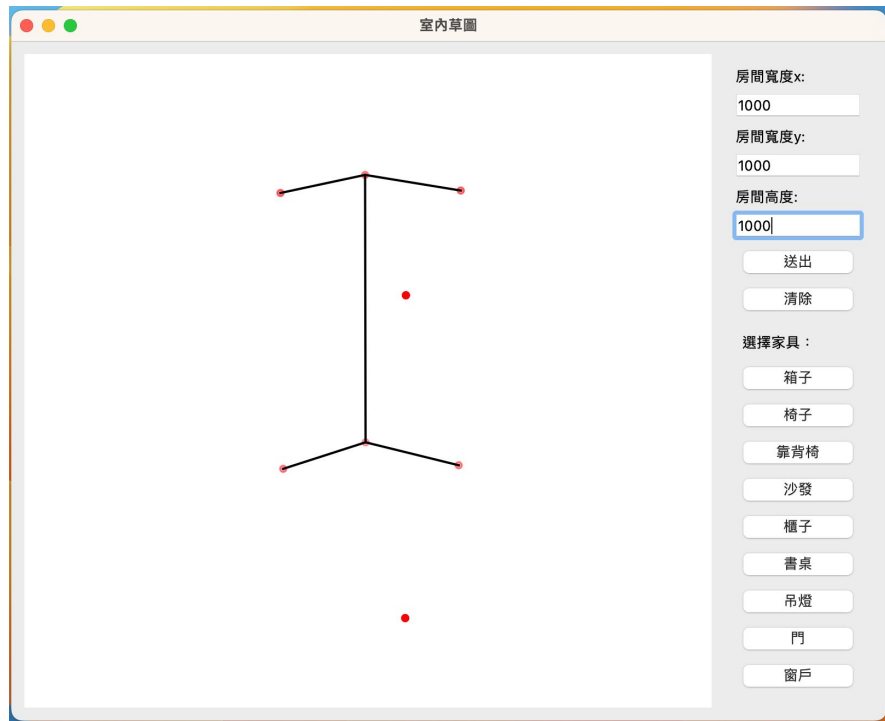 室內草圖
房間寬度x:
1000
房間寬度y:
1000
房間高度:
1000
送出
清除
選擇家具：
箱子
椅子
靠背椅
沙發
櫃子
書桌
吊燈
門
窗戶